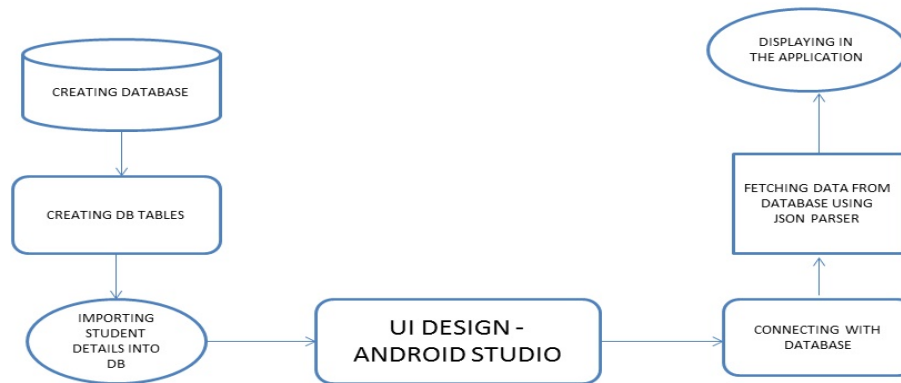 CREATING DATABASE
CREATING DB TABLES
IMPORTING
STUDENT
DETAILS INTO
DB
UI DESIGN -
ANDROID STUDIO
CONNECTING WITH
DATABASE
FETCHING DATA FROM
DATABASE USING
JSON PARSER
DISPLAYING IN
THE APPLICATION